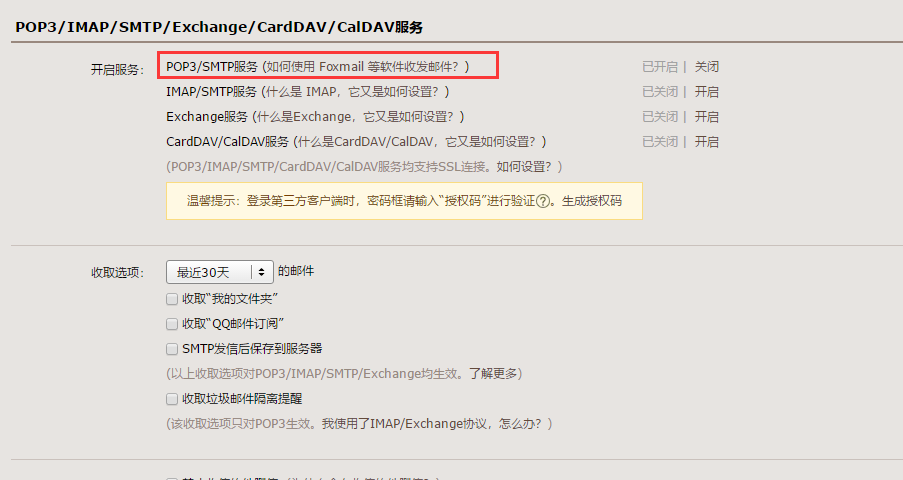 POP3/IMAP/SMTP/Exchange/CardDAV/CalDAV服务
开启服务： POP3/SMTP服务 (如何使用 Foxmail 等软件收发邮件？) 已开启 | 关闭
IMAP/SMTP服务 (什么是 IMAP，它又是如何设置？) 已关闭 | 开启
Exchange服务 (什么是Exchange，它又是如何设置？) 已关闭 | 开启
CardDAV/CalDAV服务 (什么是CardDAV/CalDAV，它又是如何设置？) 已关闭 | 开启
(POP3/IMAP/SMTP/CardDAV/CalDAV服务均支持SSL连接。如何设置？)
温馨提示：登录第三方客户端时，密码框请输入“授权码”进行验证?。生成授权码
收取选项： 最近30天 的邮件
收取“我的文件夹”
收取“QQ邮件订阅”
SMTP发信后保存到服务器
(以上收取选项对POP3/IMAP/SMTP/Exchange均生效。了解更多)
收取垃圾邮件隔离提醒
(该收取选项只对POP3生效。我使用了IMAP/Exchange协议，怎么办？)